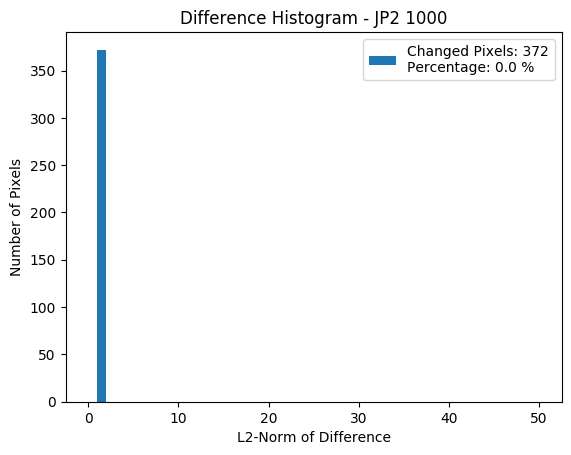 Difference Histogram - JP2 1000
Changed Pixels: 372
Percentage: 0.0 %
Number of Pixels
350
300
250
200
150
100
50
0
0 10 20 30 40 50
L2-Norm of Difference